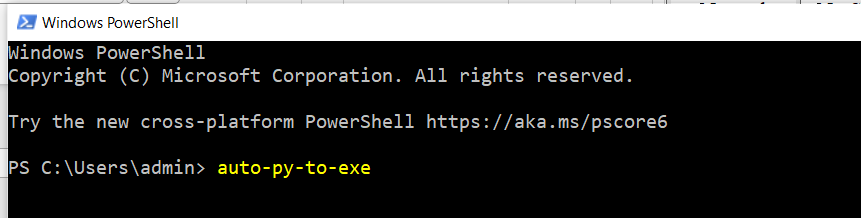 Windows PowerShell
Windows PowerShell
Copyright (C) Microsoft Corporation. All rights reserved.
Try the new cross-platform PowerShell https://aka.ms/pscore6
PS C:\Users\admin> auto-py-to-exe